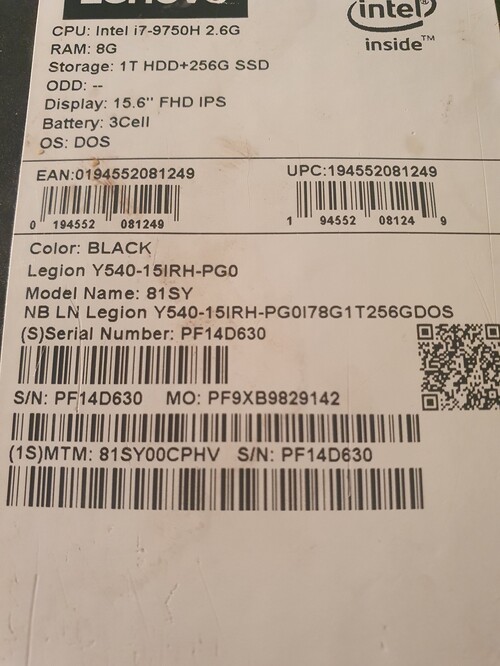 Lenovo
intel
inside™
CPU: Intel i7-9750H 2.6G
RAM: 8G
Storage: 1T HDD+256G SSD
ODD: --
Display: 15.6" FHD IPS
Battery: 3Cell
OS: DOS
EAN:0194552081249
UPC:194552081249
0 194552 081249
1 94552 08124 9
Color: BLACK
Legion Y540-15IRH-PG0
Model Name: 81SY
NB LN Legion Y540-15IRH-PG0I78G1T256GDOS
(S)Serial Number: PF14D630
S/N: PF14D630 MO: PF9XB9829142
(1S)MTM: 81SY00CPHV S/N: PF14D630